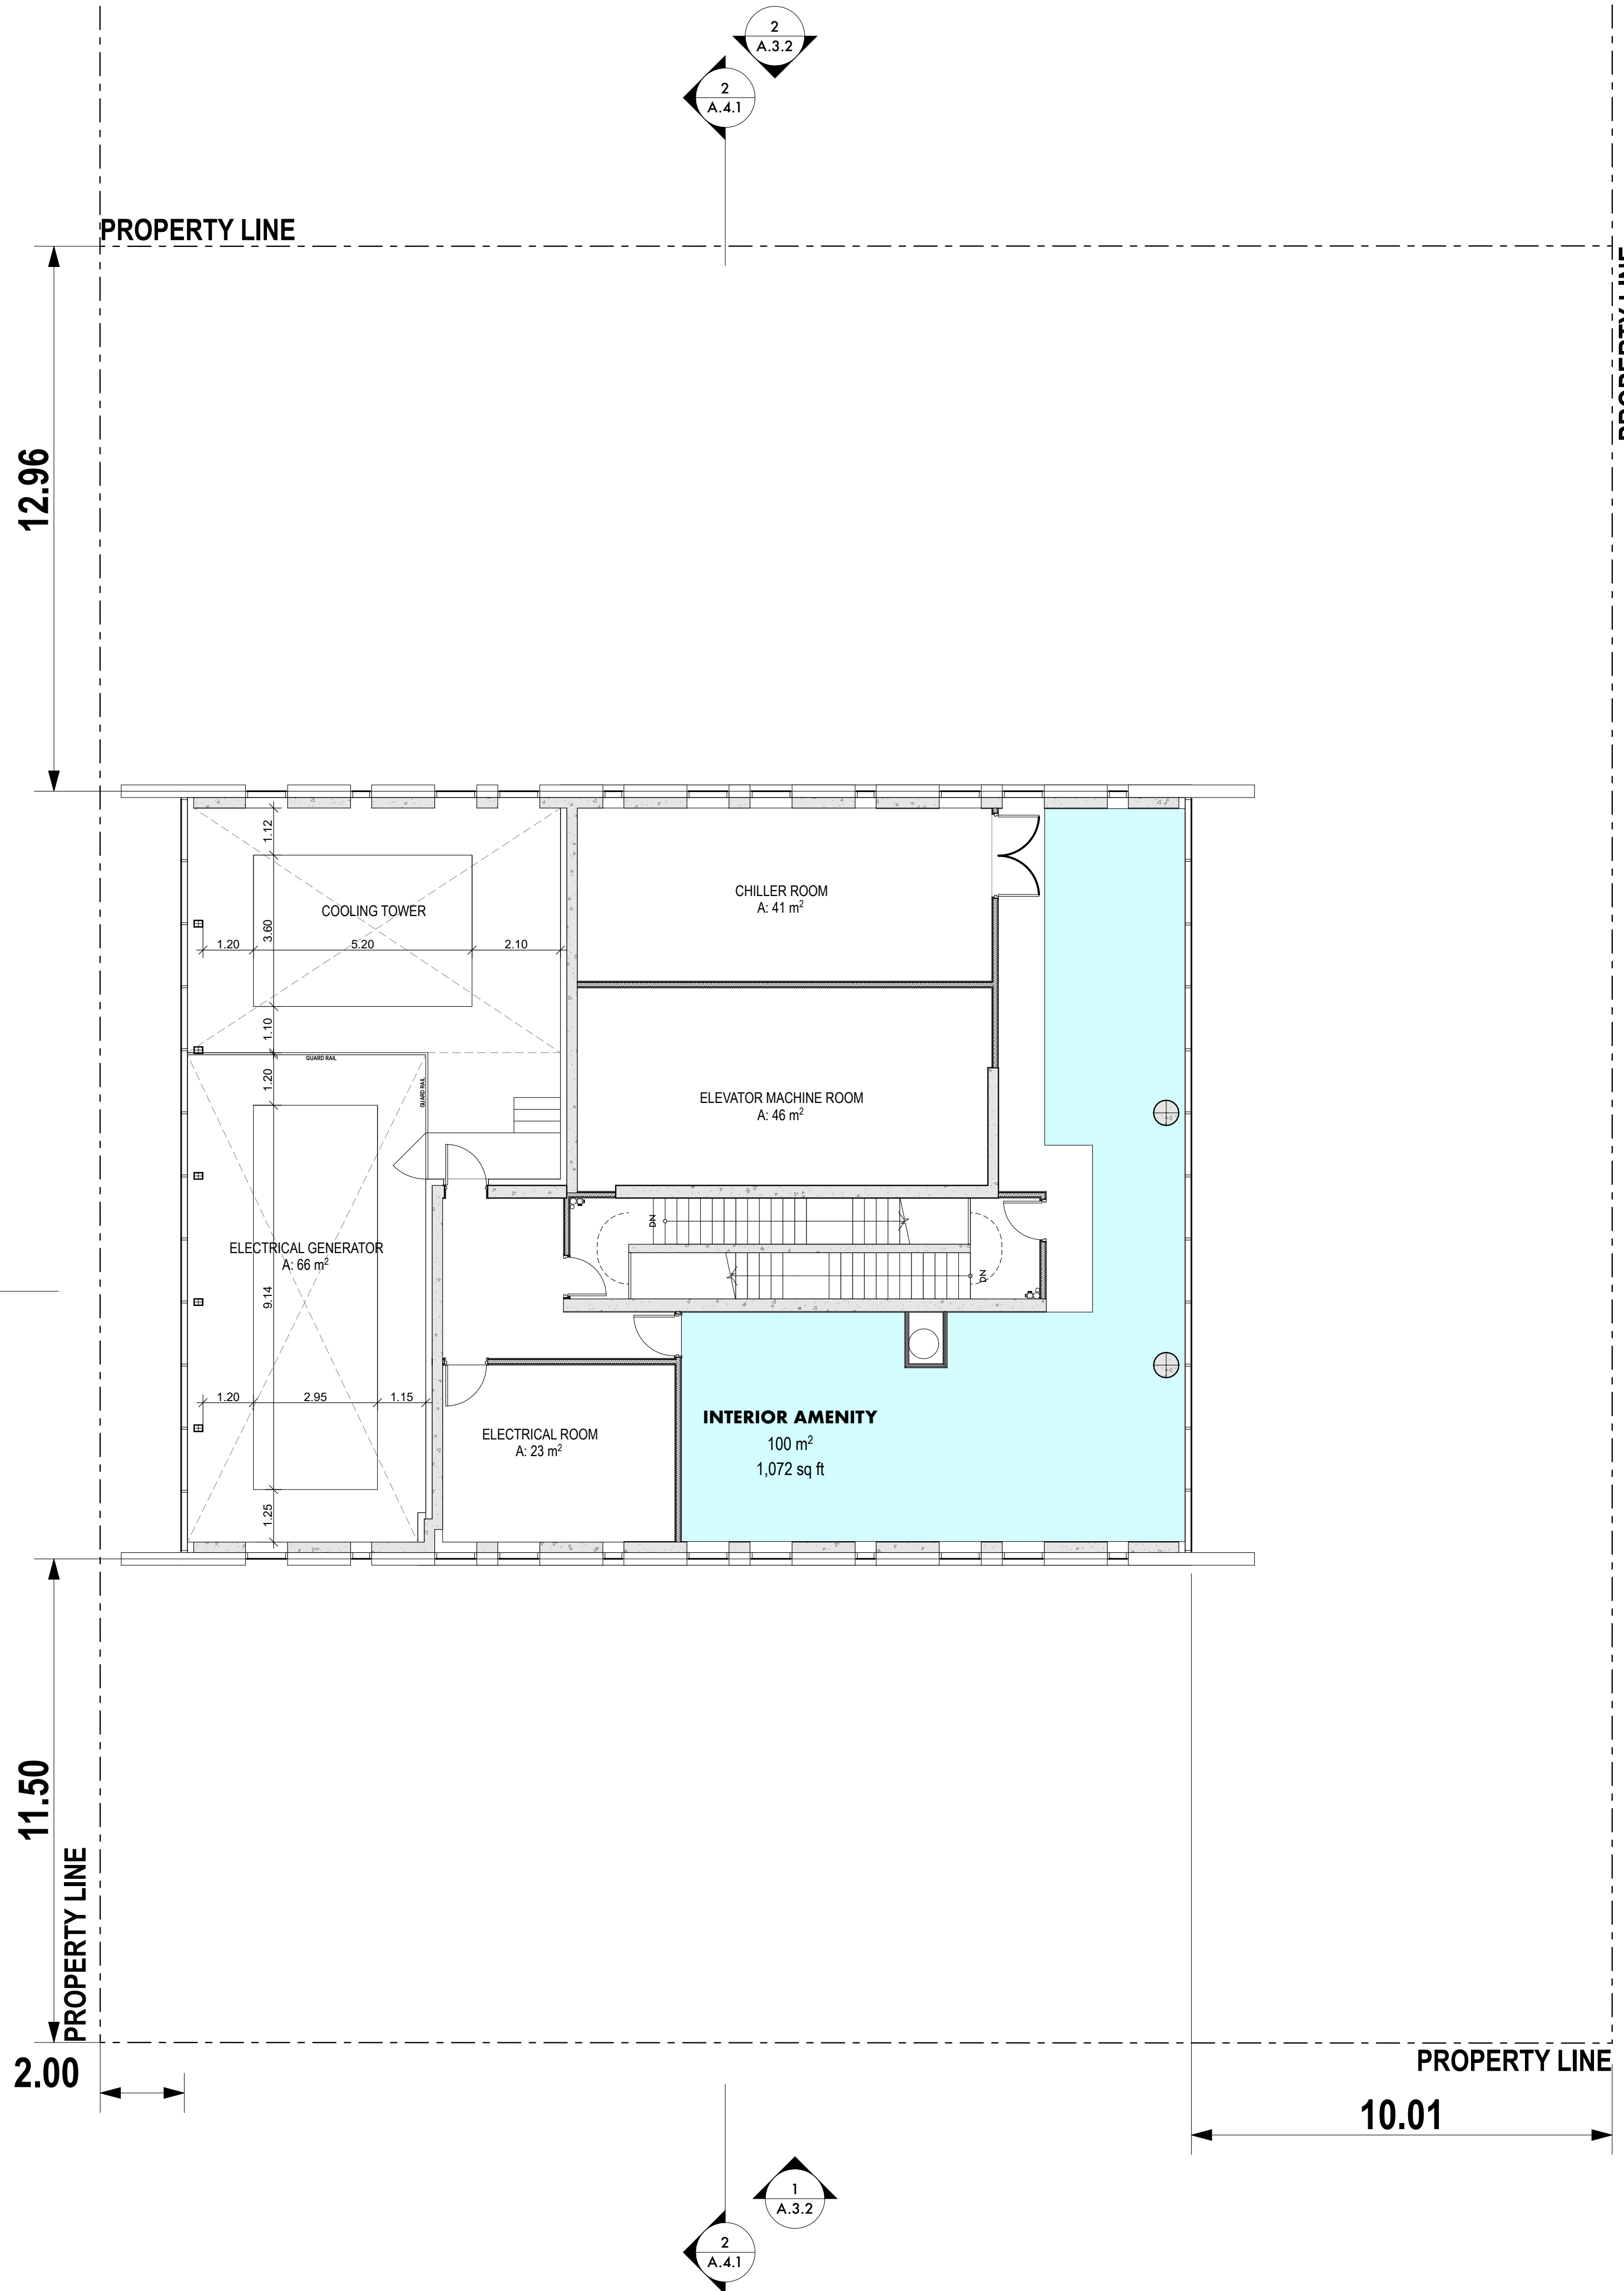 2
A.3.2
2
A.4.1
PROPERTY LINE
PROPERTY LINE
12.96
1.12
COOLING TOWER
3.60
1.20
5.20
2.10
1.10
CHILLER ROOM
A: 41 m²
GUARD RAIL
GUARD RAIL
1.20
ELEVATOR MACHINE ROOM
A: 46 m²
DN
DN
ELECTRICAL GENERATOR
A: 66 m²
9.14
1.20
2.95
1.15
1.25
ELECTRICAL ROOM
A: 23 m²
INTERIOR AMENITY
100 m²
1,072 sq ft
11.50
PROPERTY LINE
2.00
PROPERTY LINE
10.01
1
A.3.2
2
A.4.1